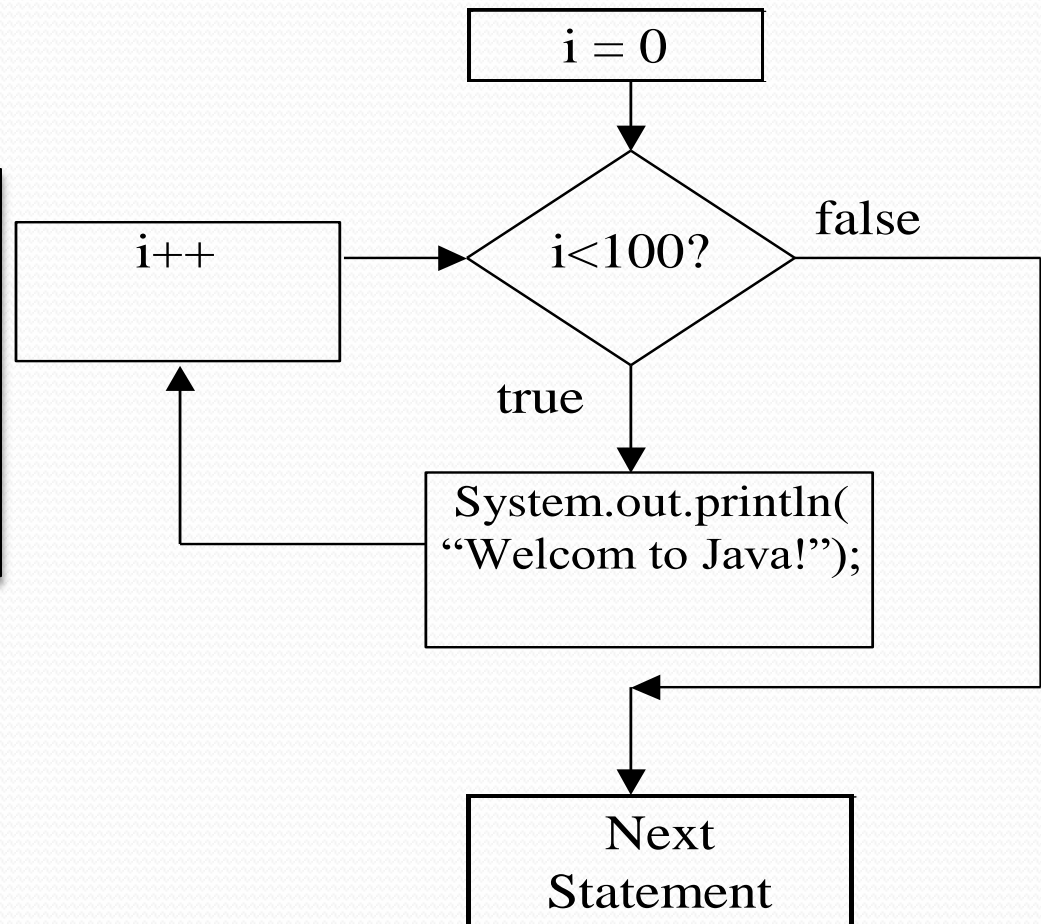 i = 0
i<100?
false
i++
true
System.out.println(
“Welcom to Java!”);
Next
Statement